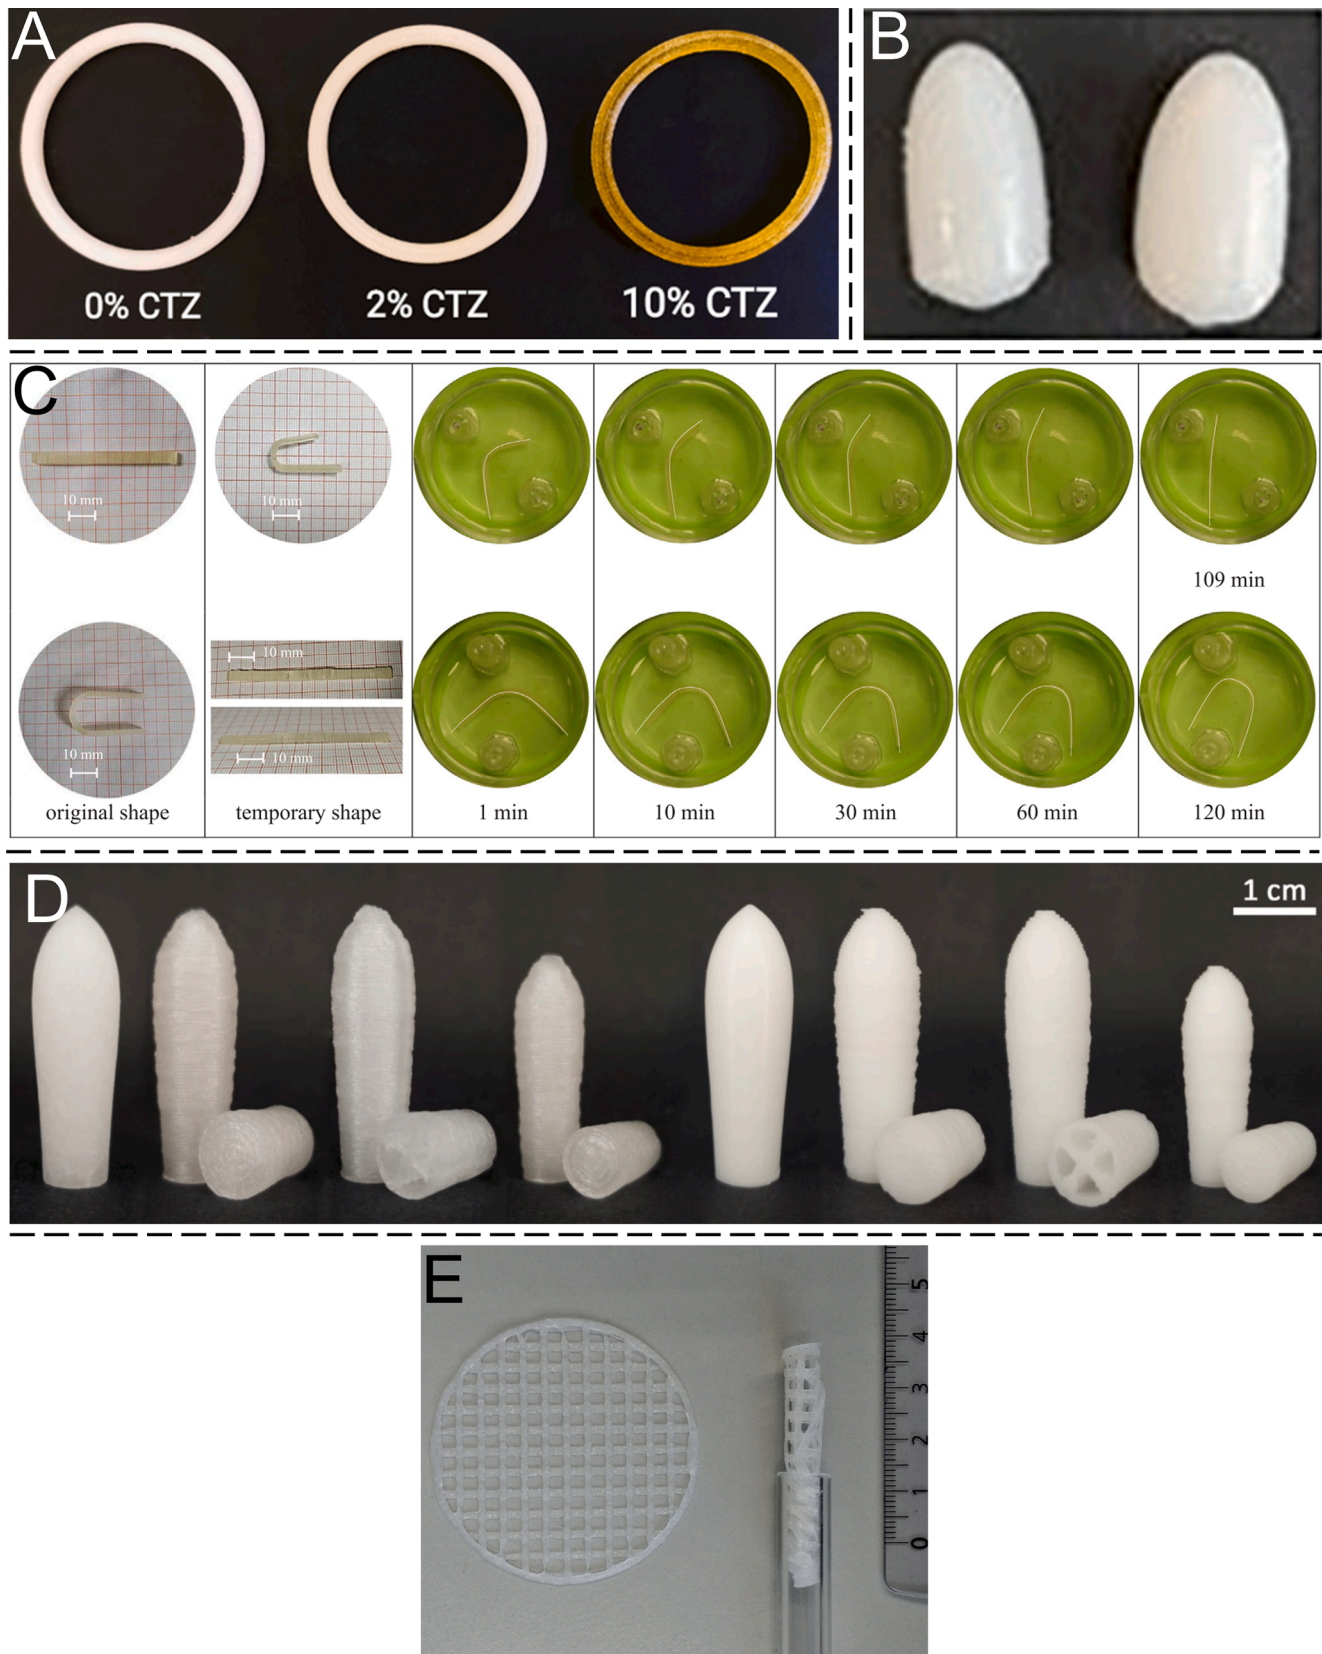 A
B
0% CTZ
2% CTZ
10% CTZ
C
10 mm
10 mm
109 min
10 mm
10 mm
10 mm
original shape
temporary shape
1 min
10 min
30 min
60 min
120 min
D
1 cm
E
5
4
3
2
1
0